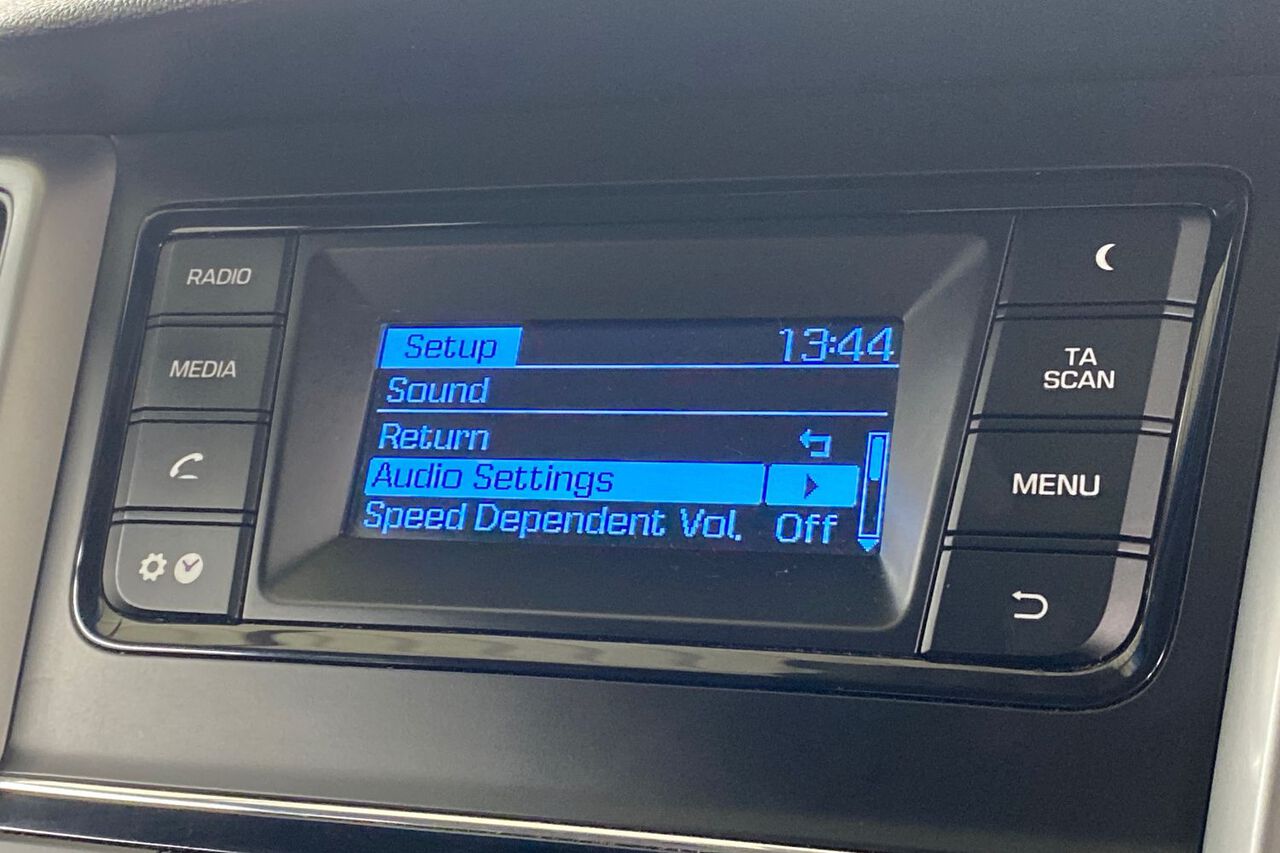 RADIO
MEDIA
Setup 13:44
Sound
Return
Audio Settings
Speed Dependent Vol. Off
TA
SCAN
MENU